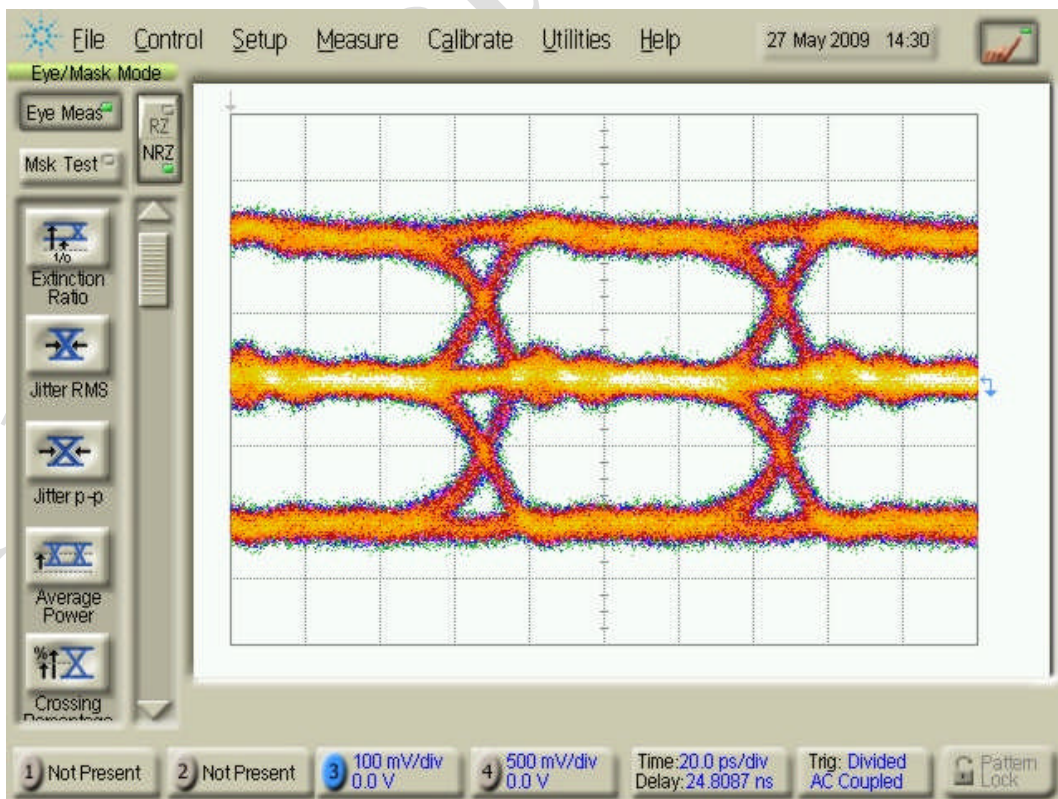 File Control Setup Measure Calibrate Utilities Help 27 May 2009 14:30
Eye/Mask Mode
Eye Meas
RZ
NRZ
Msk Test
1/0
Extinction
Ratio
Jitter RMS
Jitter p-p
Average
Power
%
Crossing
Percentage
1 Not Present
2 Not Present
3 100 mV/div
0.0 V
4 500 mV/div
0.0 V
Time:20.0 ps/div
Delay:24.8087 ns
Trig: Divided
AC Coupled
Pattern
Lock